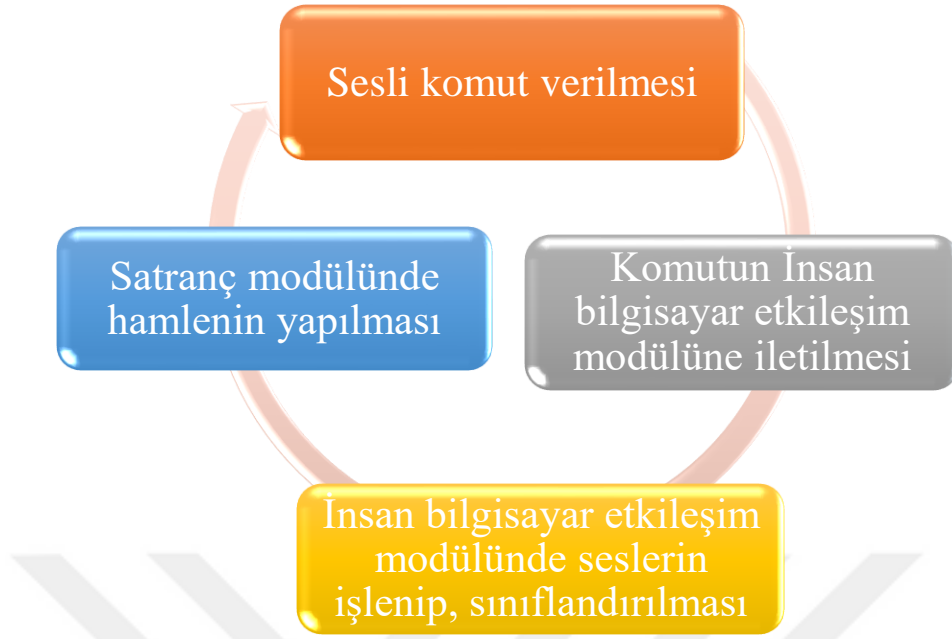 Sesli komut verilmesi
Komutun İnsan
bilgisayar etkileşim
modülüne iletilmesi
İnsan bilgisayar etkileşim
modülünde seslerin
işlenip, sınıflandırılması
Satranç modülünde
hamlenin yapılması